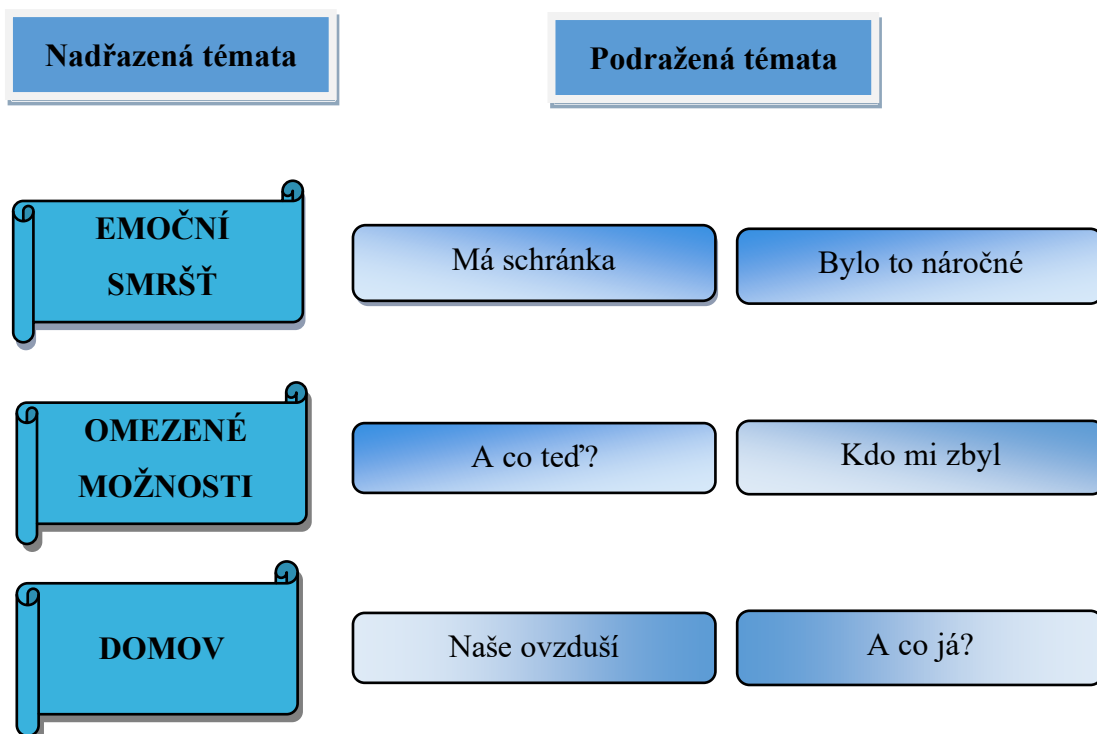 Nadřazená témata
Podražená témata
EMOČNÍ
SMRŠŤ
Má schránka
Bylo to náročné
OMEZENÉ
MOŽNOSTI
A co teď?
Kdo mi zbyl
DOMOV
Naše ovzduší
A co já?